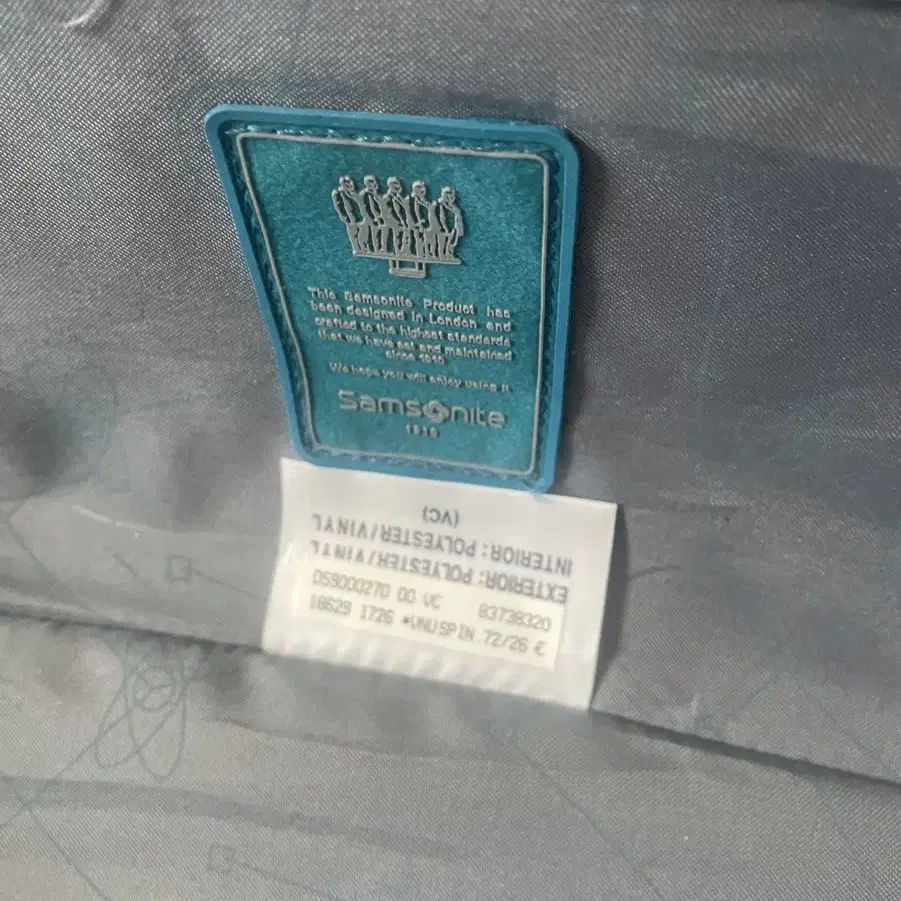 This Samsonite Product has
been designed in London and
crafted to the highest standards
that we have set and maintained
since 1910.
We hope you will enjoy using it
Samsonite
1910
(VC)
INTERIOR: POLYESTER/VINYL
EXTERIOR: POLYESTER/VINYL
DS9000270 00 VC 83738320
18629 1726 *VNUSPIN 72/26 €